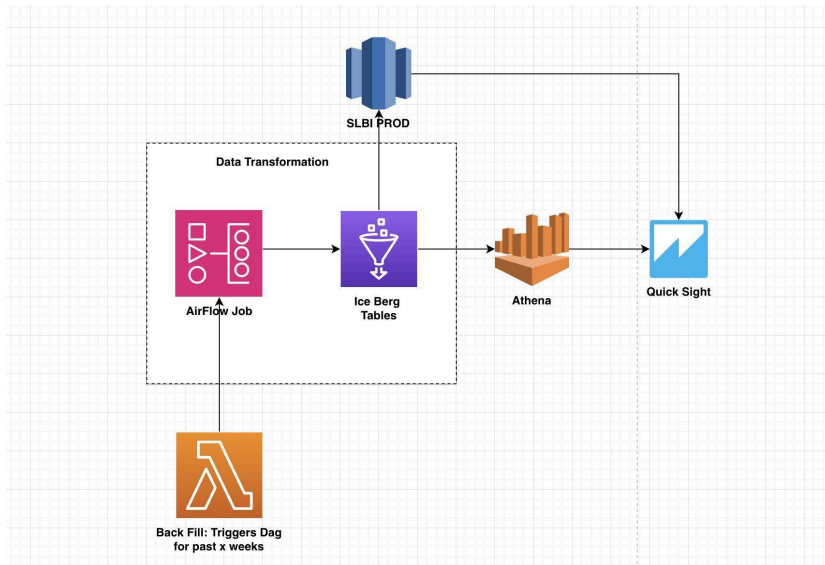 SLBI PROD
Data Transformation
AirFlow Job
Ice Berg
Tables
Athena
Quick Sight
Back Fill: Triggers Dag
for past x weeks